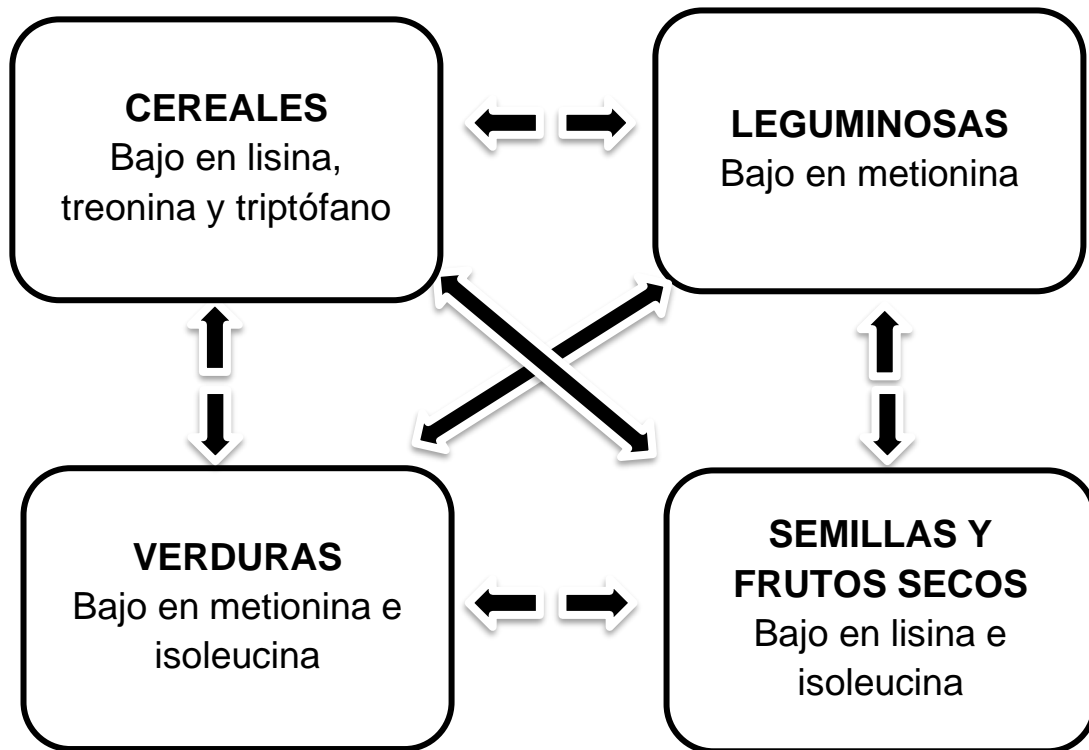 CEREALES
Bajo en lisina,
treonina y triptófano
LEGUMINOSAS
Bajo en metionina
VERDURAS
Bajo en metionina e
isoleucina
SEMILLAS Y
FRUTOS SECOS
Bajo en lisina e
isoleucina